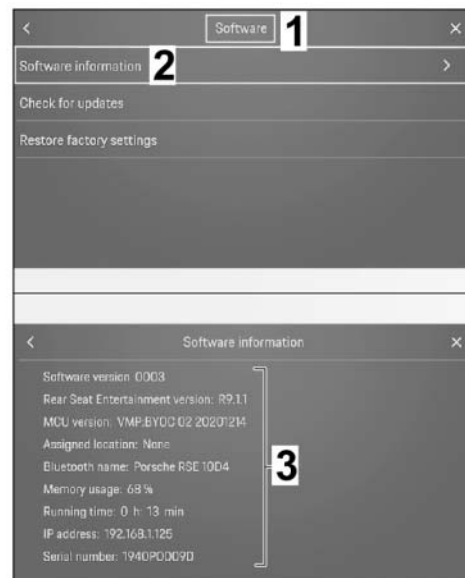 Software
1
Software information
2
Check for updates
Restore factory settings
Software information
Software version 0003
Rear Seat Entertainment version: R9.1.1
MCU version: VMP:BYOC:02 20201214
Assigned location: None
Bluetooth name: Porsche RSE 10D4
Memory usage: 68 %
Running time: 0 h: 13 min
IP address: 192.168.1.125
Serial number: 1940P0009D
3